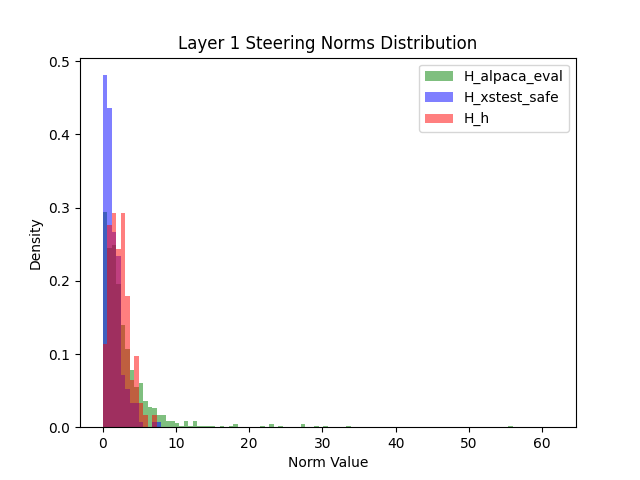 Layer 1 Steering Norms Distribution
H_alpaca_eval
H_xstest_safe
H_h
Density
0.5
0.4
0.3
0.2
0.1
0.0
0 10 20 30 40 50 60
Norm Value